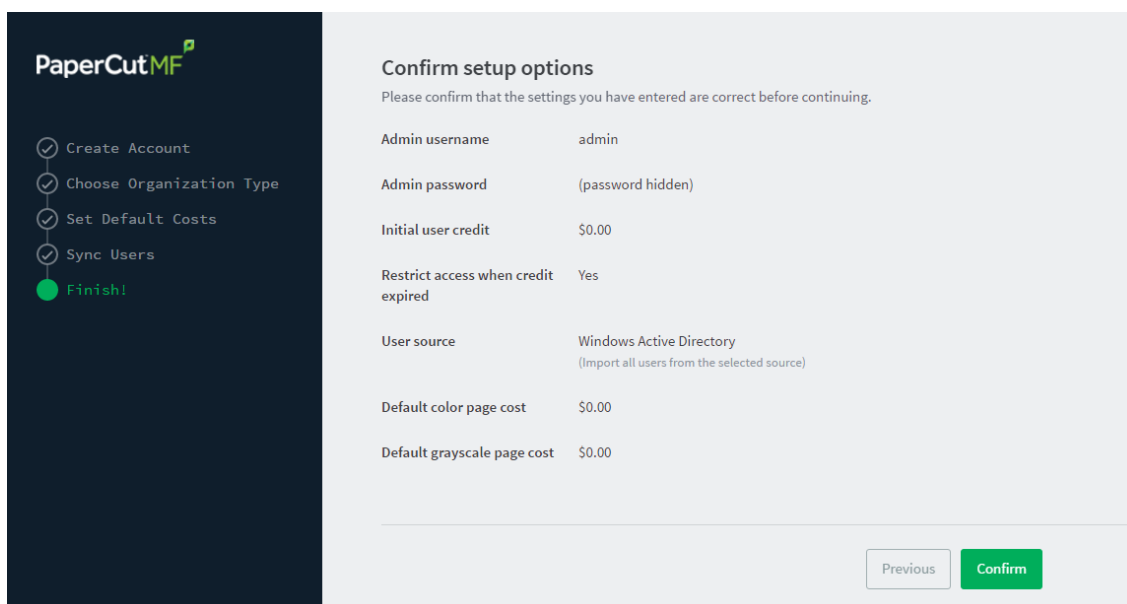 PaperCut MF
Create Account
Choose Organization Type
Set Default Costs
Sync Users
Finish!
Confirm setup options
Please confirm that the settings you have entered are correct before continuing.
Admin username admin
Admin password (password hidden)
Initial user credit $0.00
Restrict access when credit Yes
expired
User source Windows Active Directory
(Import all users from the selected source)
Default color page cost $0.00
Default grayscale page cost $0.00
Previous Confirm